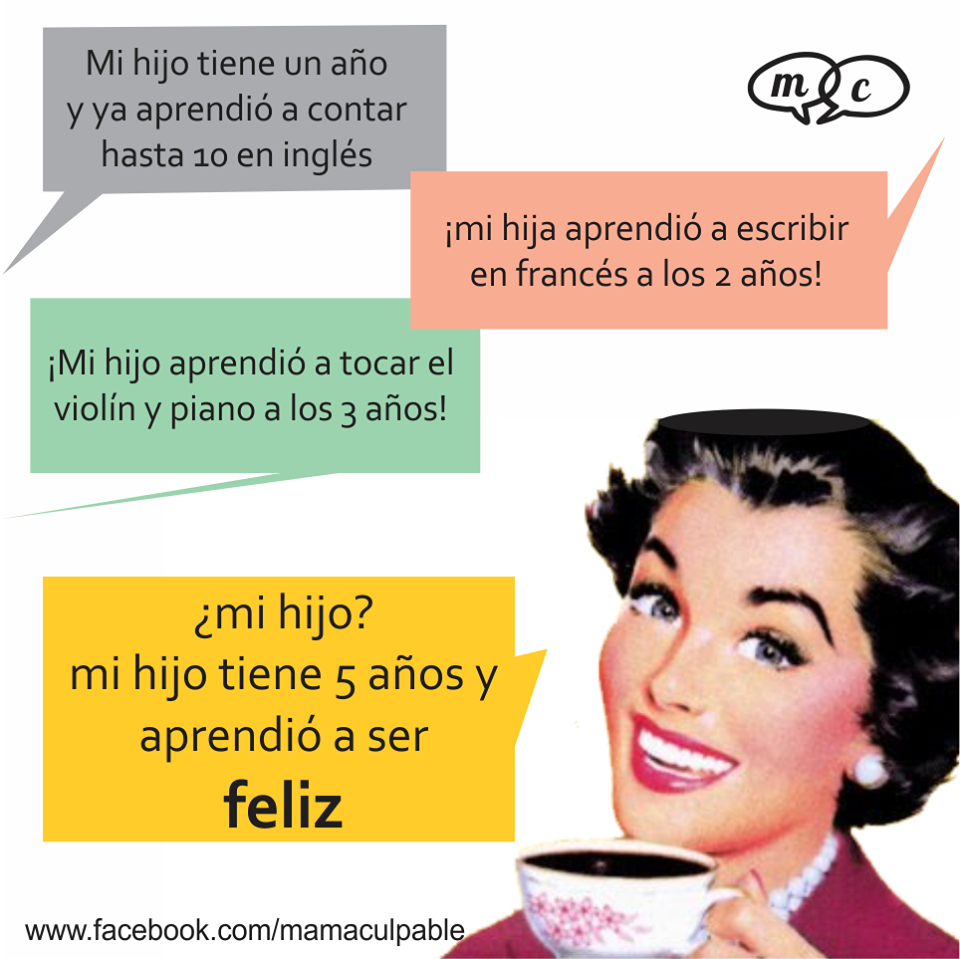 Mi hijo tiene un año
y ya aprendió a contar
hasta 10 en inglés
m c
¡mi hija aprendió a escribir
en francés a los 2 años!
¡Mi hijo aprendió a tocar el
violín y piano a los 3 años!
¿mi hijo?
mi hijo tiene 5 años y
aprendió a ser
feliz
www.facebook.com/mamaculpable